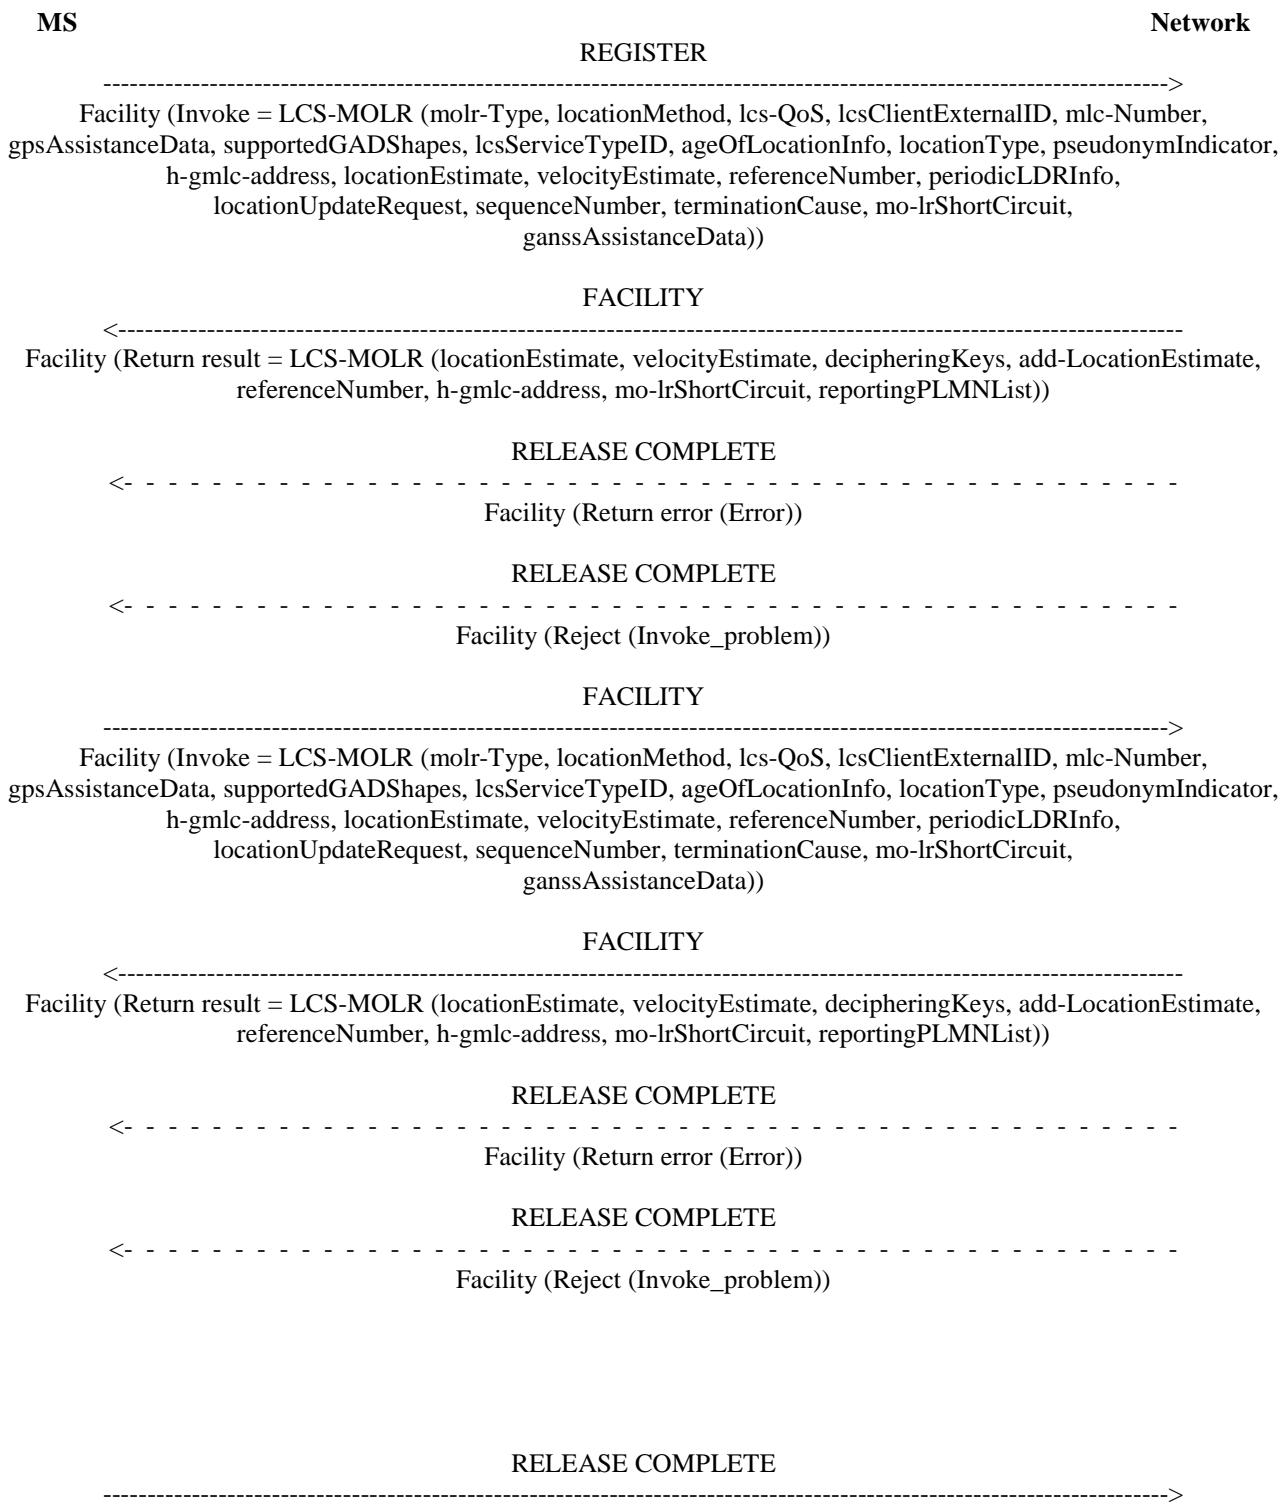 MS Network
REGISTER
------------------------------------------------------------------------------------------------------------------------>
Facility (Invoke = LCS-MOLR (molr-Type, locationMethod, lcs-QoS, lcsClientExternalID, mlc-Number,
gpsAssistanceData, supportedGADShapes, lcsServiceTypeID, ageOfLocationInfo, locationType, pseudonymIndicator,
h-gmlc-address, locationEstimate, velocityEstimate, referenceNumber, periodicLDRInfo,
locationUpdateRequest, sequenceNumber, terminationCause, mo-lrShortCircuit,
ganssAssistanceData))
FACILITY
<------------------------------------------------------------------------------------------------------------------------
Facility (Return result = LCS-MOLR (locationEstimate, velocityEstimate, decipheringKeys, add-LocationEstimate,
referenceNumber, h-gmlc-address, mo-lrShortCircuit, reportingPLMNList))
RELEASE COMPLETE
<- - - - - - - - - - - - - - - - - - - - - - - - - - - - - - - - - - - - - - - - - - - - - - - -
Facility (Return error (Error))
RELEASE COMPLETE
<- - - - - - - - - - - - - - - - - - - - - - - - - - - - - - - - - - - - - - - - - - - - - - - -
Facility (Reject (Invoke_problem))
FACILITY
------------------------------------------------------------------------------------------------------------------------>
Facility (Invoke = LCS-MOLR (molr-Type, locationMethod, lcs-QoS, lcsClientExternalID, mlc-Number,
gpsAssistanceData, supportedGADShapes, lcsServiceTypeID, ageOfLocationInfo, locationType, pseudonymIndicator,
h-gmlc-address, locationEstimate, velocityEstimate, referenceNumber, periodicLDRInfo,
locationUpdateRequest, sequenceNumber, terminationCause, mo-lrShortCircuit,
ganssAssistanceData))
FACILITY
<------------------------------------------------------------------------------------------------------------------------
Facility (Return result = LCS-MOLR (locationEstimate, velocityEstimate, decipheringKeys, add-LocationEstimate,
referenceNumber, h-gmlc-address, mo-lrShortCircuit, reportingPLMNList))
RELEASE COMPLETE
<- - - - - - - - - - - - - - - - - - - - - - - - - - - - - - - - - - - - - - - - - - - - - - - -
Facility (Return error (Error))
RELEASE COMPLETE
<- - - - - - - - - - - - - - - - - - - - - - - - - - - - - - - - - - - - - - - - - - - - - - - -
Facility (Reject (Invoke_problem))
RELEASE COMPLETE
------------------------------------------------------------------------------------------------------------------------>